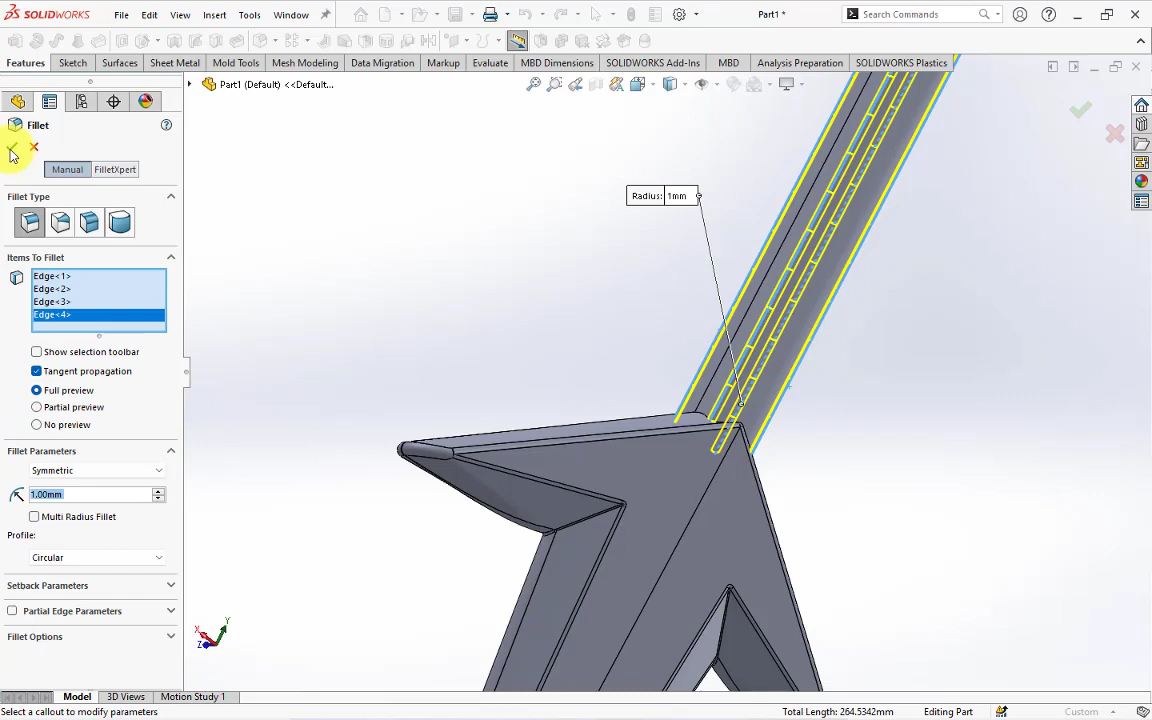 SOLIDWORKS File Edit View Insert Tools Window Part1 * Search Commands
Features Sketch Surfaces Sheet Metal Mold Tools Mesh Modeling Data Migration Markup Evaluate MBD Dimensions SOLIDWORKS Add-Ins MBD Analysis Preparation SOLIDWORKS Plastics
Part1 (Default) <<Default...
Fillet
Manual FilletXpert
Fillet Type
Radius: 1mm
Items To Fillet
Edge<1>
Edge<2>
Edge<3>
Edge<4>
Show selection toolbar
Tangent propagation
Full preview
Partial preview
No preview
Fillet Parameters
Symmetric
1.00mm
Multi Radius Fillet
Profile:
Circular
Setback Parameters
Partial Edge Parameters
Fillet Options
X Y Z
Model 3D Views Motion Study 1
Select a callout to modify parameters Total Length: 264.5342mm Editing Part Custom